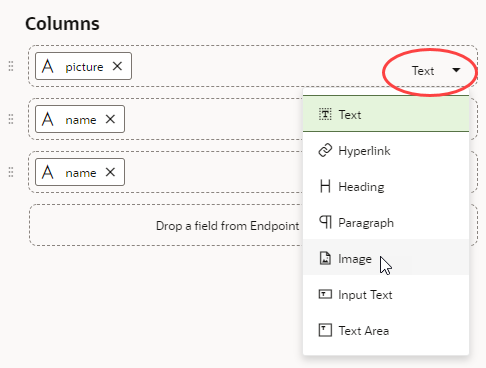 Columns
picture
Text
name
Text
Hyperlink
name
Heading
Paragraph
Drop a field from Endpoint
Image
Input Text
Text Area